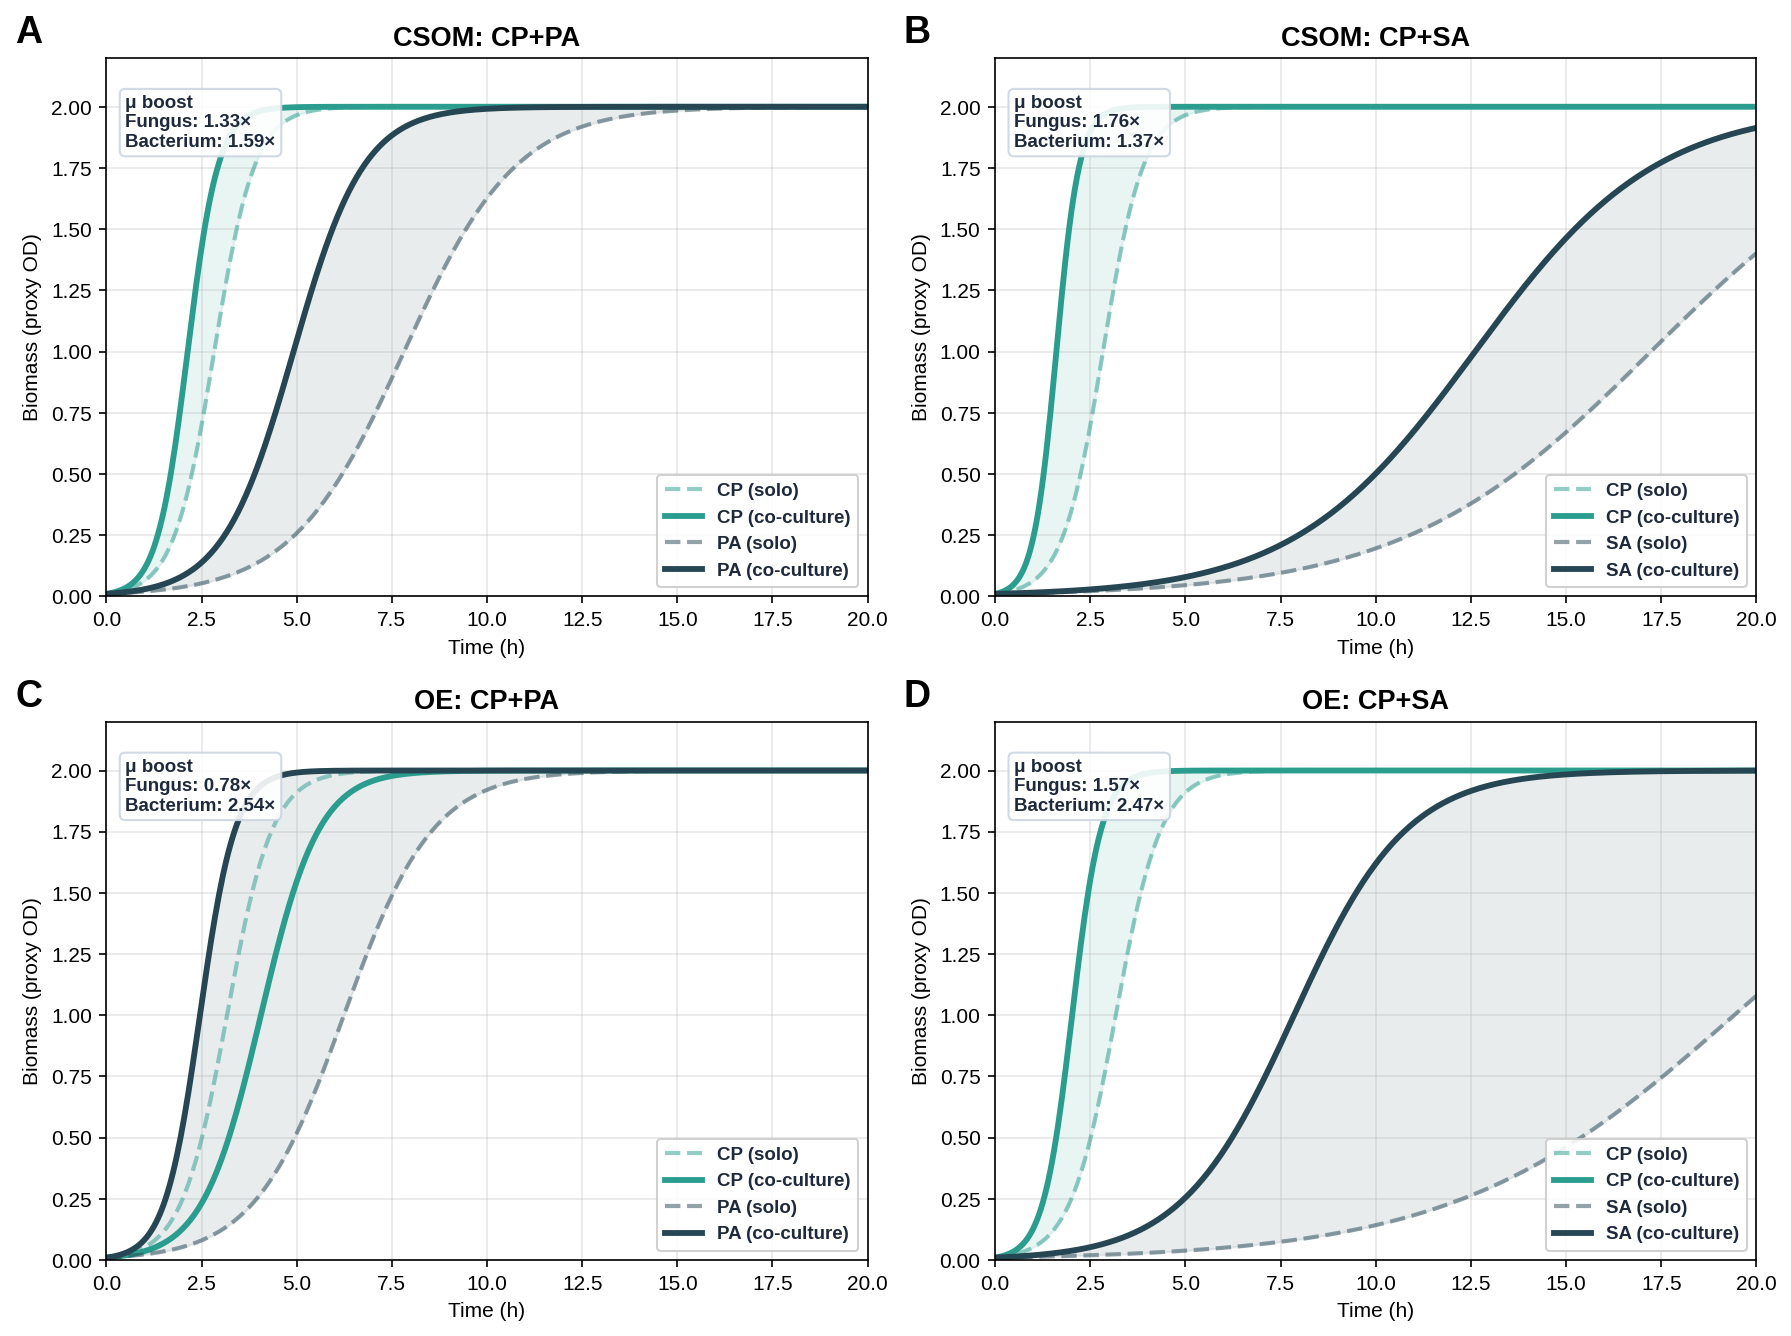 A
CSOM: CP+PA
μ boost
Fungus: 1.33×
Bacterium: 1.59×
Biomass (proxy OD)
2.00
1.75
1.50
1.25
1.00
0.75
0.50
0.25
0.00
CP (solo)
CP (co-culture)
PA (solo)
PA (co-culture)
0.0 2.5 5.0 7.5 10.0 12.5 15.0 17.5 20.0
Time (h)
B
CSOM: CP+SA
μ boost
Fungus: 1.76×
Bacterium: 1.37×
Biomass (proxy OD)
2.00
1.75
1.50
1.25
1.00
0.75
0.50
0.25
0.00
CP (solo)
CP (co-culture)
SA (solo)
SA (co-culture)
0.0 2.5 5.0 7.5 10.0 12.5 15.0 17.5 20.0
Time (h)
C
OE: CP+PA
μ boost
Fungus: 0.78×
Bacterium: 2.54×
Biomass (proxy OD)
2.00
1.75
1.50
1.25
1.00
0.75
0.50
0.25
0.00
CP (solo)
CP (co-culture)
PA (solo)
PA (co-culture)
0.0 2.5 5.0 7.5 10.0 12.5 15.0 17.5 20.0
Time (h)
D
OE: CP+SA
μ boost
Fungus: 1.57×
Bacterium: 2.47×
Biomass (proxy OD)
2.00
1.75
1.50
1.25
1.00
0.75
0.50
0.25
0.00
CP (solo)
CP (co-culture)
SA (solo)
SA (co-culture)
0.0 2.5 5.0 7.5 10.0 12.5 15.0 17.5 20.0
Time (h)